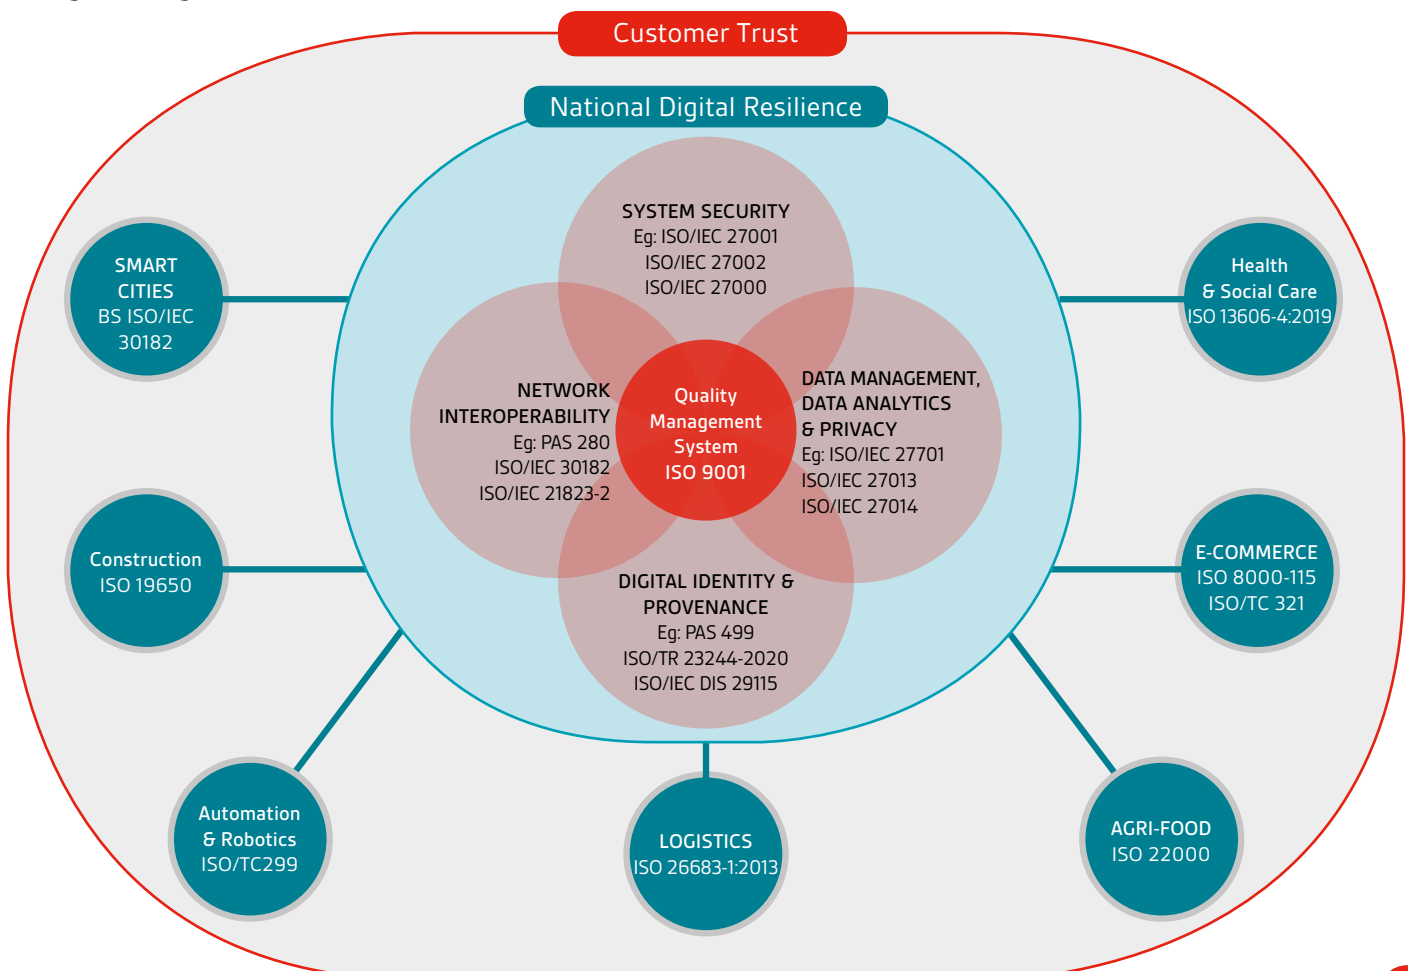 Customer Trust
National Digital Resilience
SYSTEM SECURITY
Eg: ISO/IEC 27001
ISO/IEC 27002
ISO/IEC 27000
SMART
CITIES
BS ISO/IEC
30182
Health
& Social Care
ISO 13606-4:2019
NETWORK
INTEROPERABILITY
Eg: PAS 280
ISO/IEC 30182
ISO/IEC 21823-2
Quality
Management
System
ISO 9001
DATA MANAGEMENT,
DATA ANALYTICS
& PRIVACY
Eg: ISO/IEC 27701
ISO/IEC 27013
ISO/IEC 27014
Construction
ISO 19650
E-COMMERCE
ISO 8000-115
ISO/TC 321
DIGITAL IDENTITY &
PROVENANCE
Eg: PAS 499
ISO/TR 23244-2020
ISO/IEC DIS 29115
Automation
& Robotics
ISO/TC299
LOGISTICS
ISO 26683-1:2013
AGRI-FOOD
ISO 22000